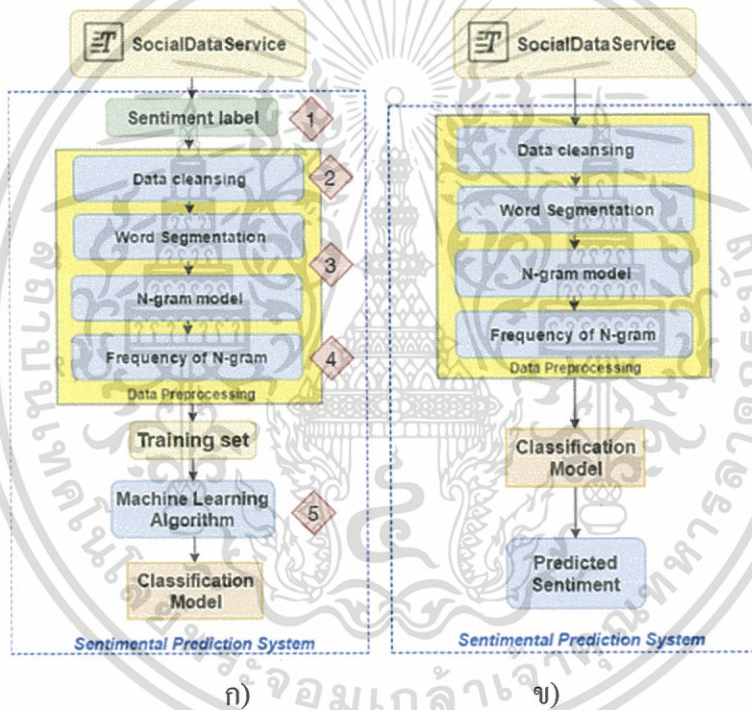 SocialDataService
Sentiment label
1
Data cleansing
2
Word Segmentation
3
N-gram model
Frequency of N-gram
4
Data Preprocessing
Training set
Machine Learning
Algorithm
5
Classification
Model
Sentimental Prediction System
ก)
SocialDataService
Data cleansing
Word Segmentation
N-gram model
Frequency of N-gram
Data Preprocessing
Classification
Model
Predicted
Sentiment
Sentimental Prediction System
ข)